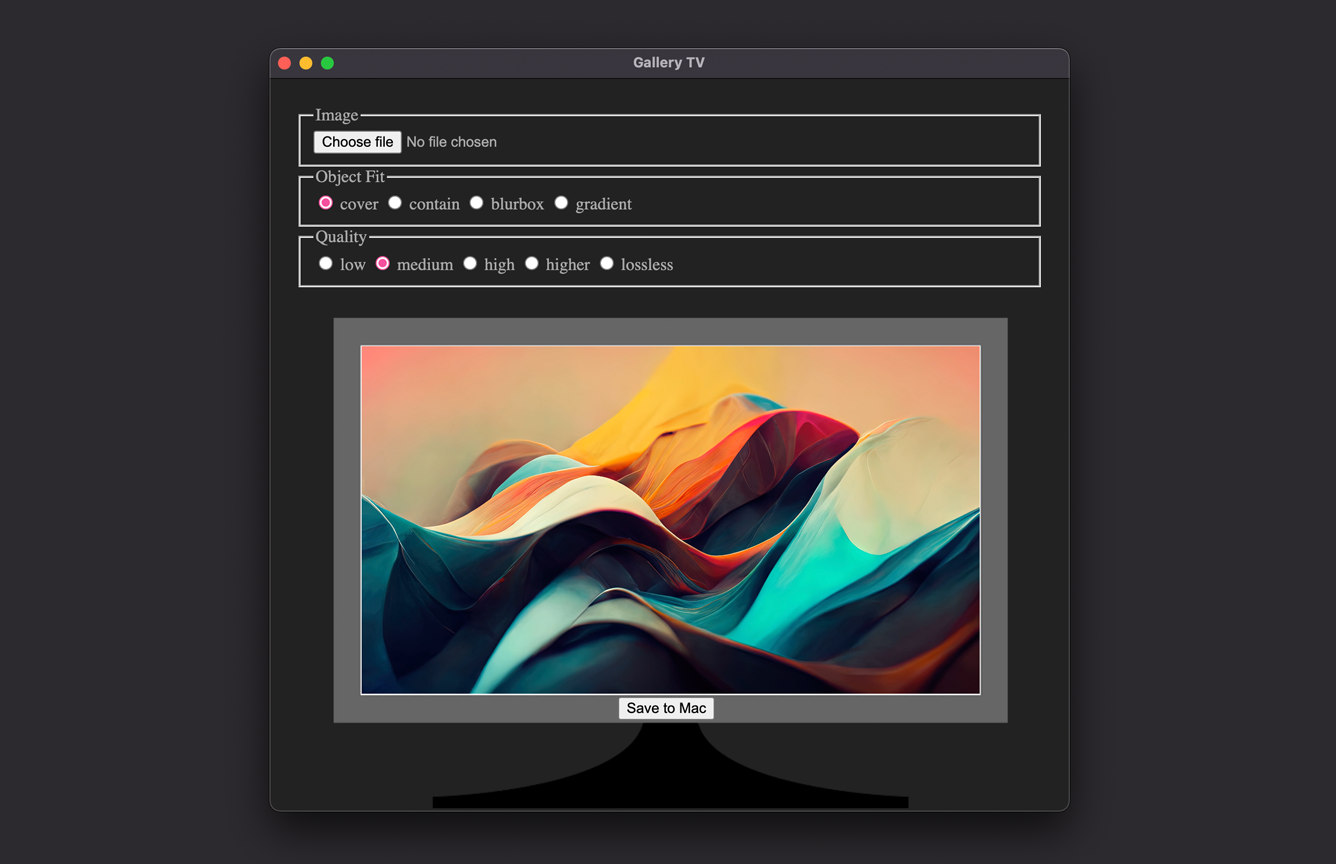 Gallery TV
Image
Choose file No file chosen
Object Fit
cover contain blurbox gradient
Quality
low medium high higher lossless
Save to Mac